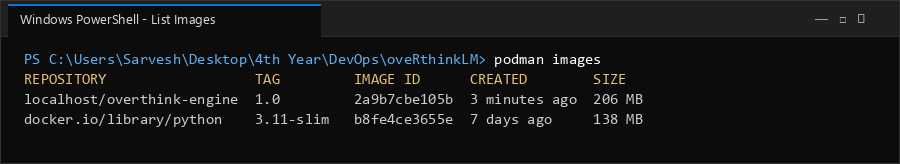 Windows PowerShell - List Images
PS C:\Users\Sarvesh\Desktop\4th Year\DevOps\oveRthinkLM> podman images
REPOSITORY                  TAG        IMAGE ID      CREATED        SIZE
localhost/overthink-engine  1.0        2a9b7cbe105b  3 minutes ago  206 MB
docker.io/library/python    3.11-slim  b8fe4ce3655e  7 days ago     138 MB